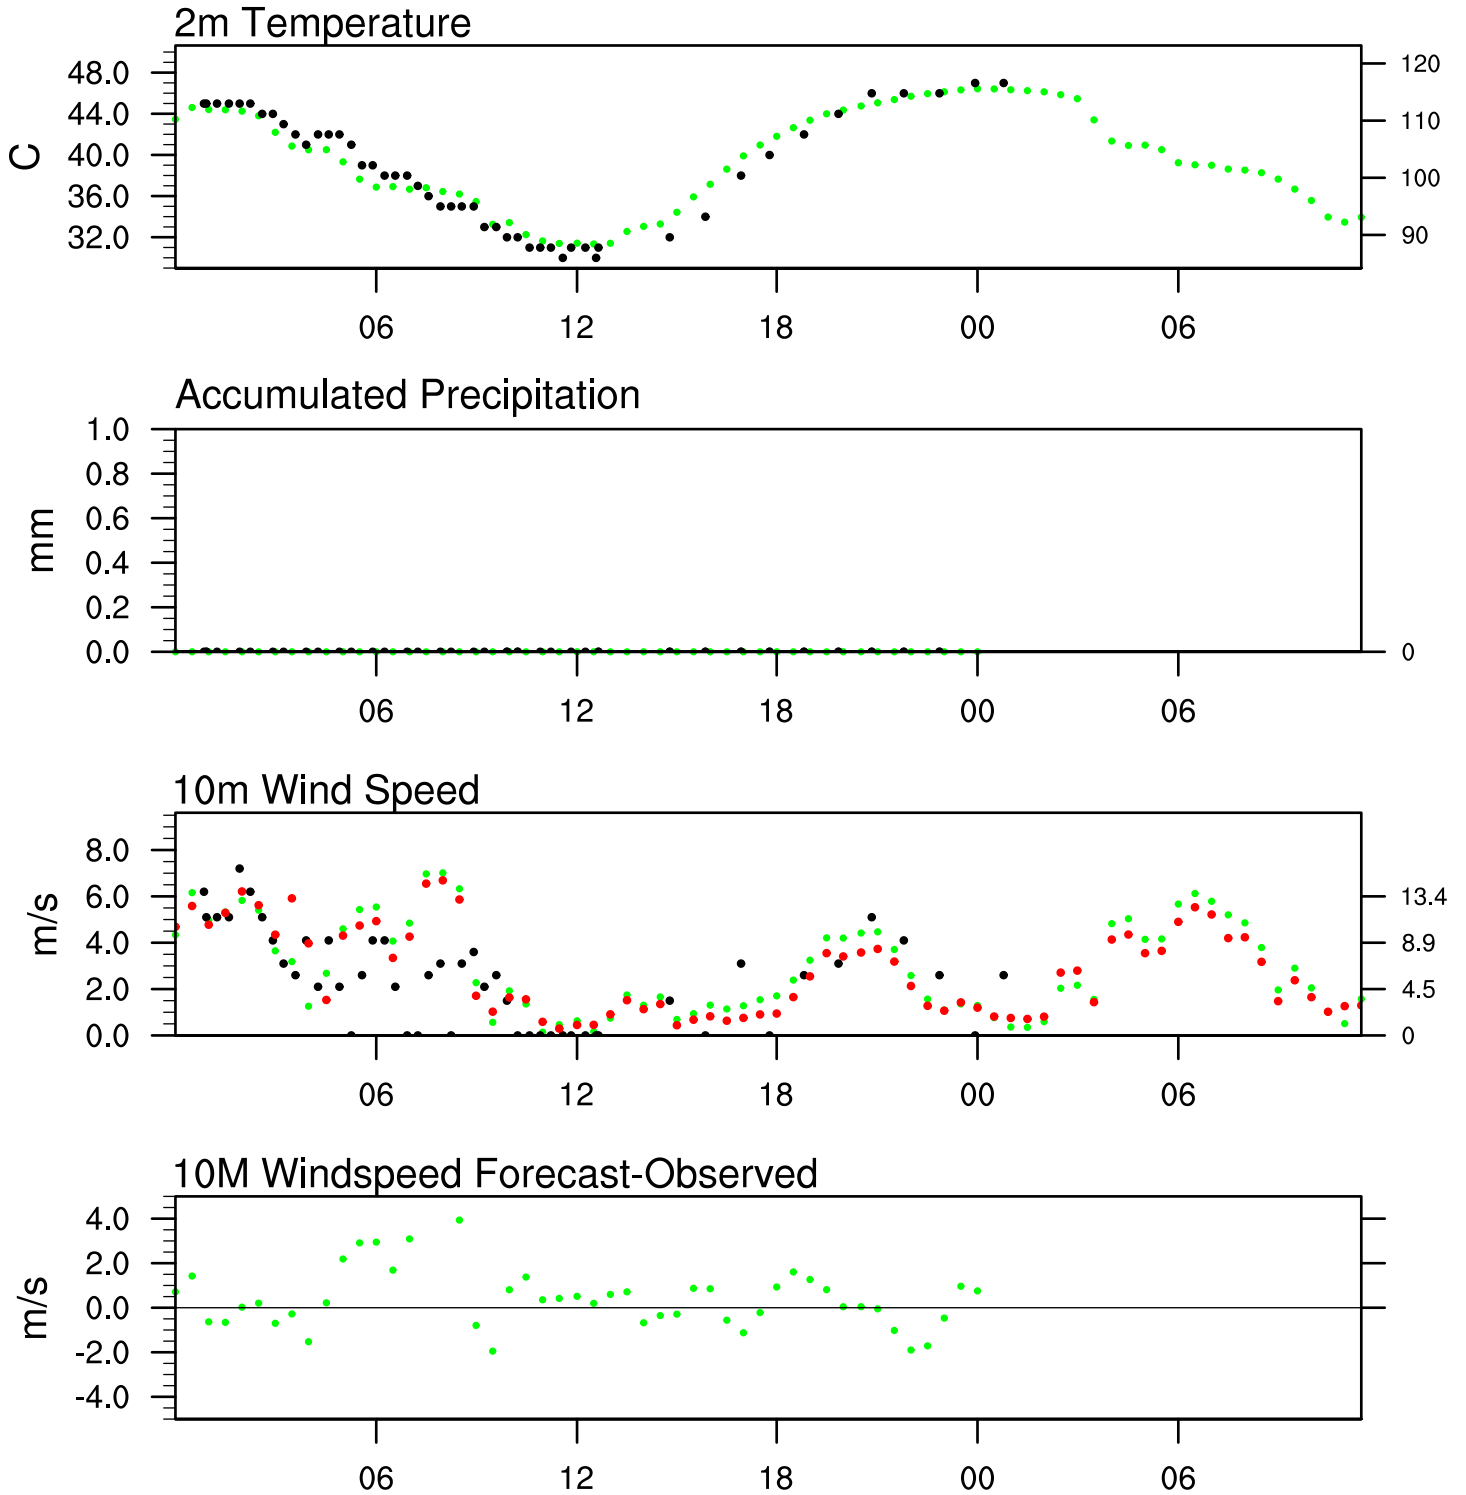 2m Temperature
48.0
44.0
40.0
36.0
32.0
C
120
110
100
90
06 12 18 00 06
Accumulated Precipitation
1.0
0.8
0.6
0.4
0.2
0.0
mm
0
06 12 18 00 06
10m Wind Speed
8.0
6.0
4.0
2.0
0.0
m/s
13.4
8.9
4.5
0
06 12 18 00 06
10M Windspeed Forecast-Observed
4.0
2.0
0.0
-2.0
-4.0
m/s
06 12 18 00 06